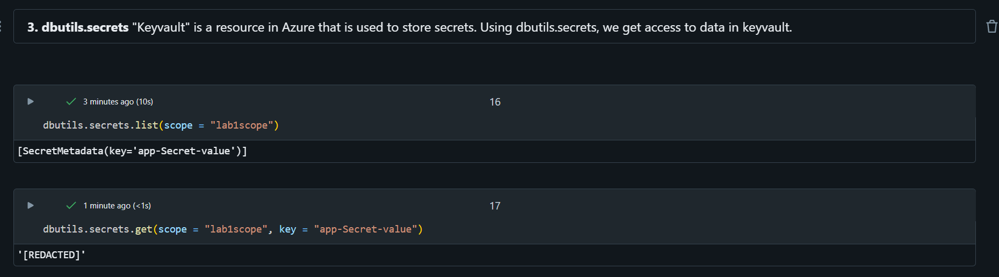 3. dbutils.secrets "Keyvault" is a resource in Azure that is used to store secrets. Using dbutils.secrets, we get access to data in keyvault.
3 minutes ago (10s)
16
dbutils.secrets.list(scope = "lab1scope")
[SecretMetadata(key='app-Secret-value')]
1 minute ago (<1s)
17
dbutils.secrets.get(scope = "lab1scope", key = "app-Secret-value")
'[REDACTED]'